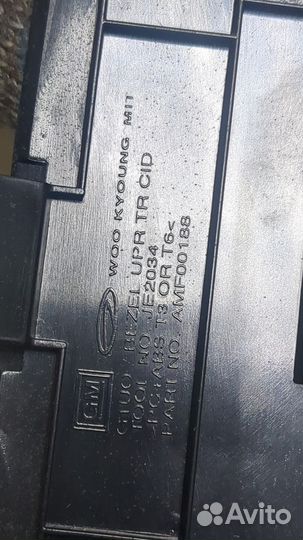 WOO KYOUNG MIT
GM
G1UO /BEZEL UPR TR CID
TOOL NO. JE2034
>PC+ABS T3 OR T6<
PART NO. AMF00188
Avito